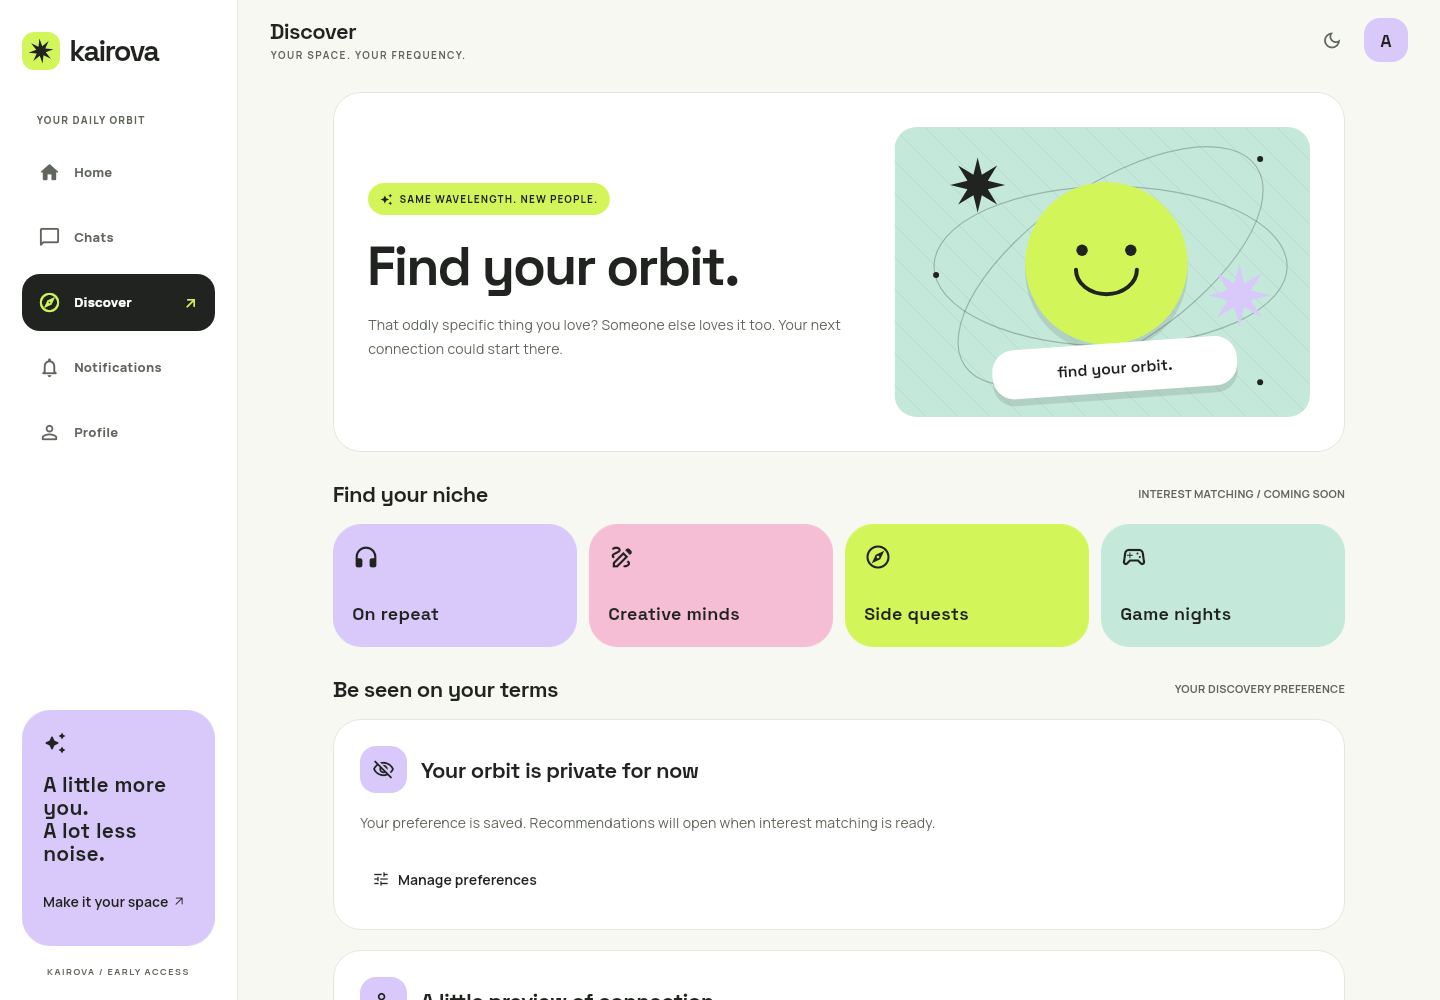 kairova
YOUR DAILY ORBIT
Home
Chats
Discover
Notifications
Profile
A little more
you.
A lot less
noise.
Make it your space
KAIROVA / EARLY ACCESS
Discover
YOUR SPACE. YOUR FREQUENCY.
A
SAME WAVELENGTH. NEW PEOPLE.
Find your orbit.
That oddly specific thing you love? Someone else loves it too. Your next
connection could start there.
find your orbit.
Find your niche
INTEREST MATCHING / COMING SOON
On repeat
Creative minds
Side quests
Game nights
Be seen on your terms
YOUR DISCOVERY PREFERENCE
Your orbit is private for now
Your preference is saved. Recommendations will open when interest matching is ready.
Manage preferences
A little preview of connection